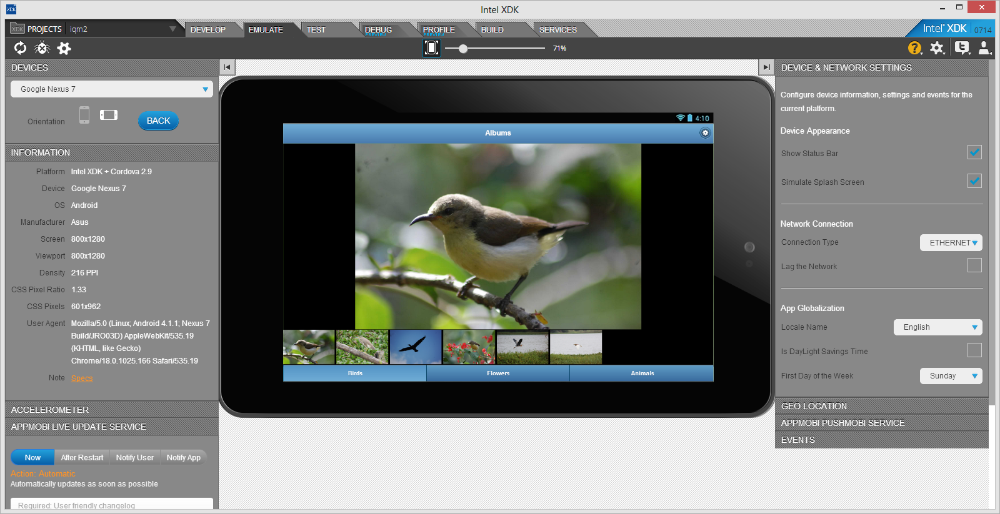 Intel XDK
XDK
XDK PROJECTS iqm2
DEVELOP
EMULATE
TEST
DEBUG
PREVIEW
PROFILE
PREVIEW
BUILD
SERVICES
Intel® XDK 0714
71%
DEVICES
Google Nexus 7
Orientation
BACK
INFORMATION
Platform Intel XDK + Cordova 2.9
Device Google Nexus 7
OS Android
Manufacturer Asus
Screen 800x1280
Viewport 800x1280
Density 216 PPI
CSS Pixel Ratio 1.33
CSS Pixels 601x962
User Agent Mozilla/5.0 (Linux; Android 4.1.1; Nexus 7
Build/JRO03D) AppleWebKit/535.19
(KHTML, like Gecko)
Chrome/18.0.1025.166 Safari/535.19
Note Specs
ACCELEROMETER
APPMOBI LIVE UPDATE SERVICE
Now After Restart Notify User Notify App
Action: Automatic
Automatically updates as soon as possible
Required: User friendly changelog
4:10
Albums
Birds Flowers Animals
DEVICE & NETWORK SETTINGS
Configure device information, settings and events for the
current platform.
Device Appearance
Show Status Bar
Simulate Splash Screen
Network Connection
Connection Type ETHERNET
Lag the Network
App Globalization
Locale Name English
Is DayLight Savings Time
First Day of the Week Sunday
GEO LOCATION
APPMOBI PUSHMOBI SERVICE
EVENTS